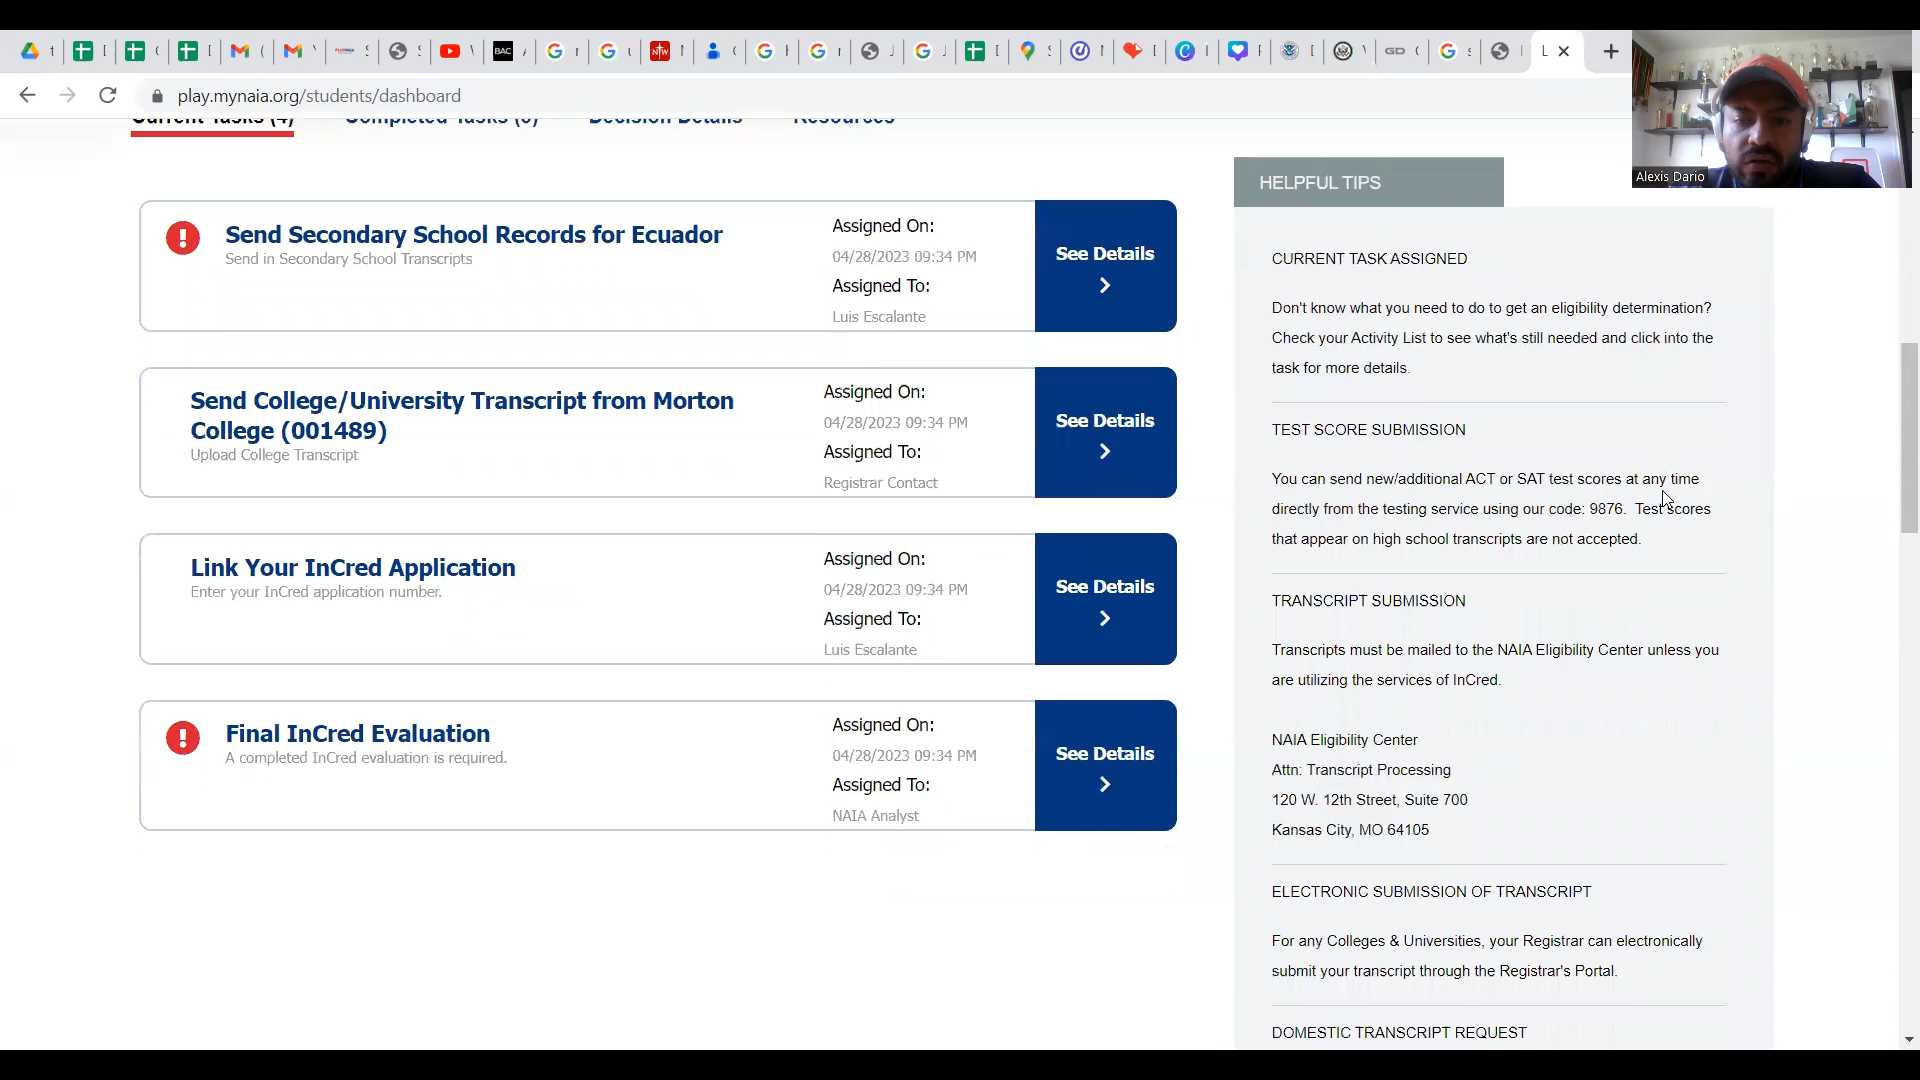 play.mynaia.org/students/dashboard
Alexis Dario
Current Tasks (4)
Completed Tasks (0)
Decision Details
Resources
Send Secondary School Records for Ecuador
Send in Secondary School Transcripts
Assigned On:
04/28/2023 09:34 PM
Assigned To:
Luis Escalante
See Details
Send College/University Transcript from Morton
College (001489)
Upload College Transcript
Assigned On:
04/28/2023 09:34 PM
Assigned To:
Registrar Contact
See Details
Link Your InCred Application
Enter your InCred application number.
Assigned On:
04/28/2023 09:34 PM
Assigned To:
Luis Escalante
See Details
Final InCred Evaluation
A completed InCred evaluation is required.
Assigned On:
04/28/2023 09:34 PM
Assigned To:
NAIA Analyst
See Details
HELPFUL TIPS
CURRENT TASK ASSIGNED
Don't know what you need to do to get an eligibility determination?
Check your Activity List to see what's still needed and click into the
task for more details.
TEST SCORE SUBMISSION
You can send new/additional ACT or SAT test scores at any time
directly from the testing service using our code: 9876. Test scores
that appear on high school transcripts are not accepted.
TRANSCRIPT SUBMISSION
Transcripts must be mailed to the NAIA Eligibility Center unless you
are utilizing the services of InCred.
NAIA Eligibility Center
Attn: Transcript Processing
120 W. 12th Street, Suite 700
Kansas City, MO 64105
ELECTRONIC SUBMISSION OF TRANSCRIPT
For any Colleges & Universities, your Registrar can electronically
submit your transcript through the Registrar's Portal.
DOMESTIC TRANSCRIPT REQUEST